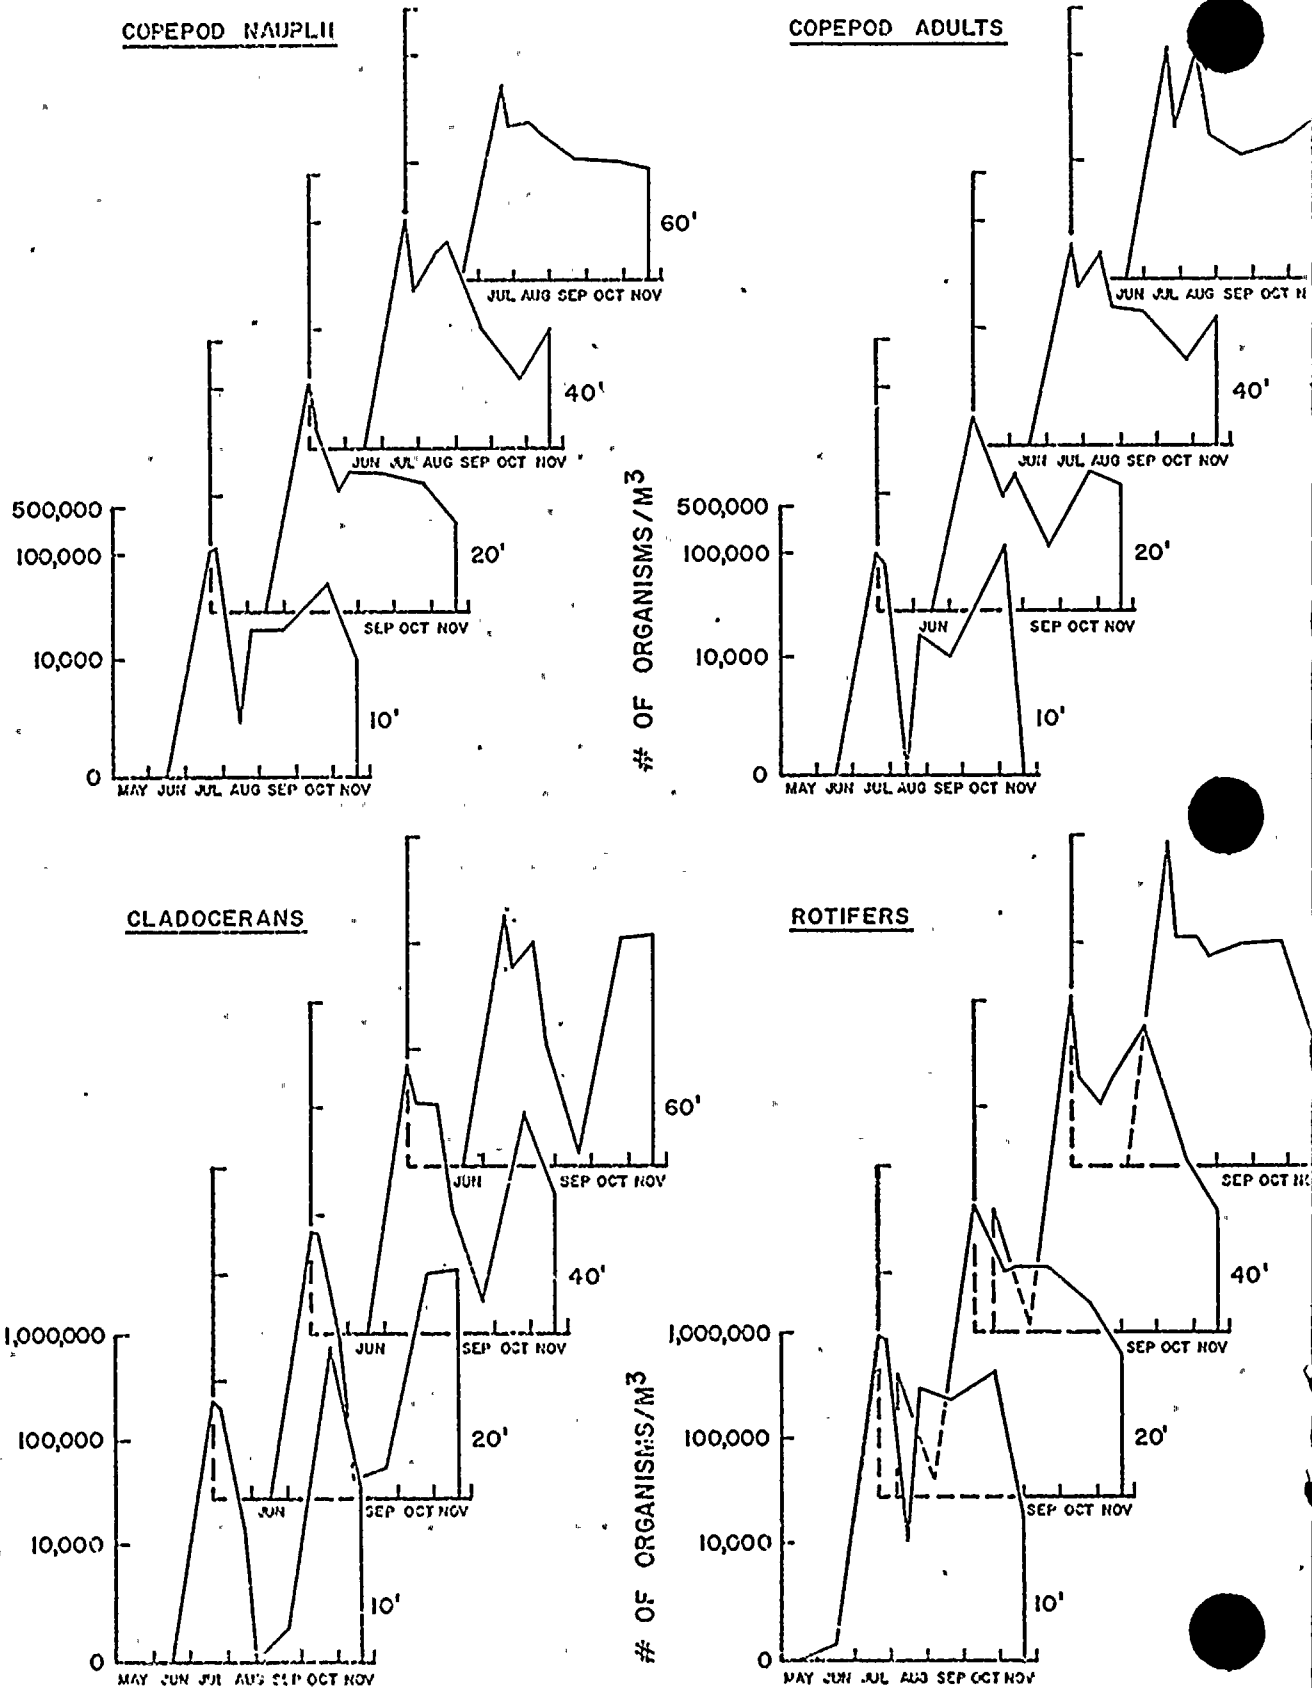 COPEPOD NAUPLII
60'
JUL AUG SEP OCT NOV
40'
JUN JUL AUG SEP OCT NOV
500,000
100,000
20'
SEP OCT NOV
10,000
10'
0
MAY JUN JUL AUG SEP OCT NOV
# OF ORGANISMS/M³
COPEPOD ADULTS
JUN JUL AUG SEP OCT N
40'
JUN JUL AUG SEP OCT NOV
500,000
100,000
20'
JUN SEP OCT NOV
10,000
10'
0
MAY JUN JUL AUG SEP OCT NOV
CLADOCERANS
60'
JUN SEP OCT NOV
40'
JUN SEP OCT NOV
1,000,000
100,000
20'
JUN SEP OCT NOV
10,000
10'
0
MAY JUN JUL AUG SEP OCT NOV
# OF ORGANISMS/M³
ROTIFERS
SEP OCT
40'
SEP OCT NOV
1,000,000
100,000
20'
SEP OCT NOV
10,000
10'
0
MAY JUN JUL AUG SEP OCT NOV